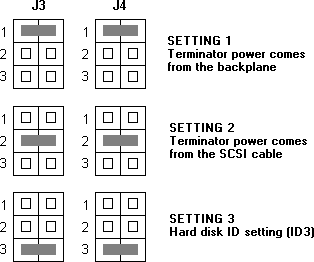 J3 J4
1 1
2 2
3 3
SETTING 1
Terminator power comes
from the backplane
1 1
2 2
3 3
SETTING 2
Terminator power comes
from the SCSI cable
1 1
2 2
3 3
SETTING 3
Hard disk ID setting (ID3)